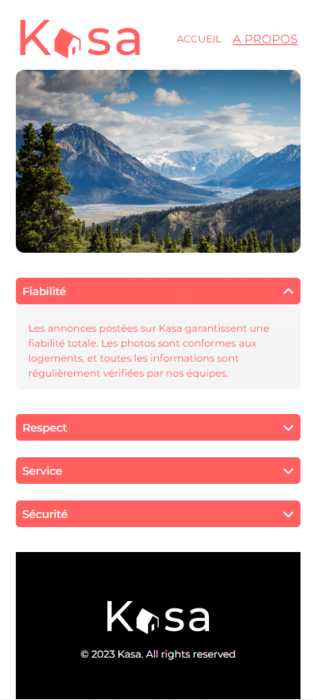 Kasa
ACCUEIL A PROPOS
Fiabilité
Les annonces postées sur Kasa garantissent une
fiabilité totale. Les photos sont conformes aux
logements, et toutes les informations sont
régulièrement vérifiées par nos équipes.
Respect
Service
Sécurité
Kasa
© 2023 Kasa. All rights reserved